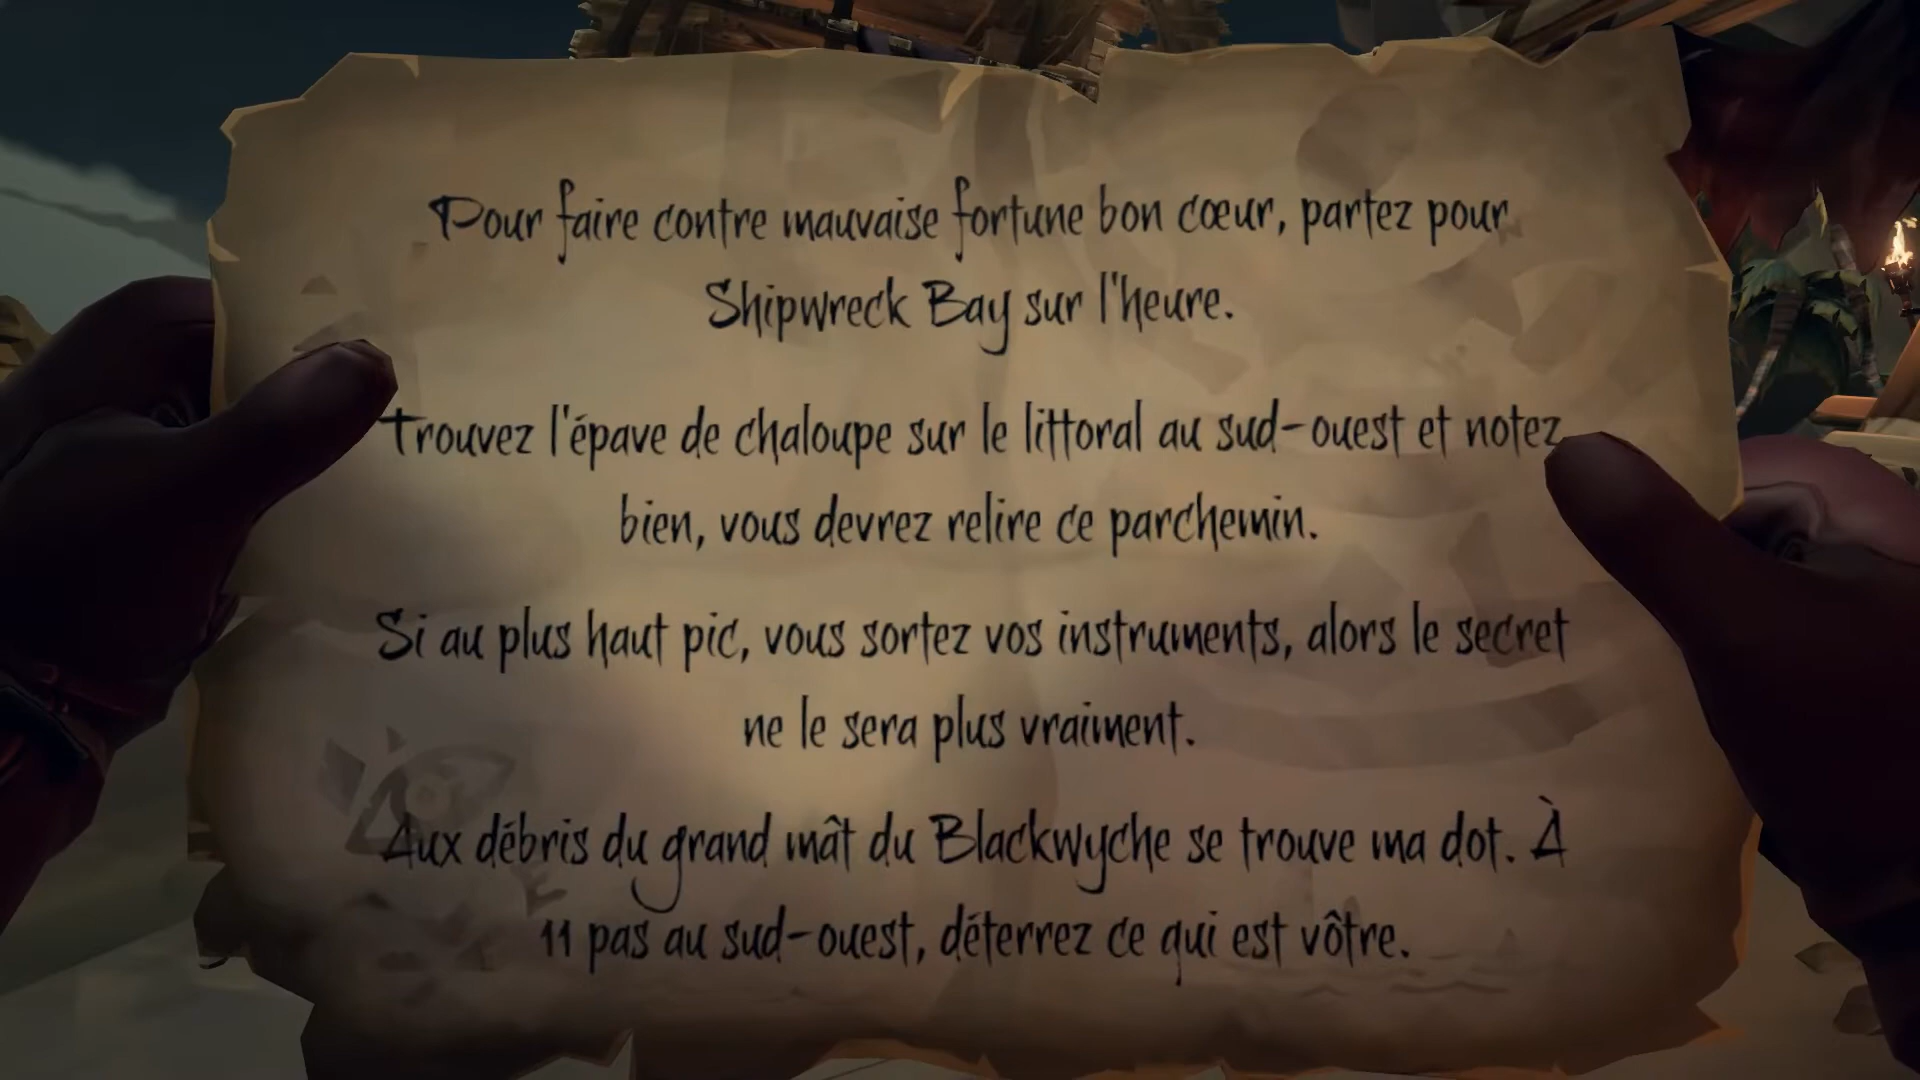 Pour faire contre mauvaise fortune bon cœur, partez pour
Shipwreck Bay sur l'heure.
Trouvez l'épave de chaloupe sur le littoral au sud-ouest et notez
bien, vous devrez relire ce parchemin.
Si au plus haut pic, vous sortez vos instruments, alors le secret
ne le sera plus vraiment.
Aux débris du grand mât du Blackwyche se trouve ma dot. À
11 pas au sud-ouest, déterrez ce qui est vôtre.